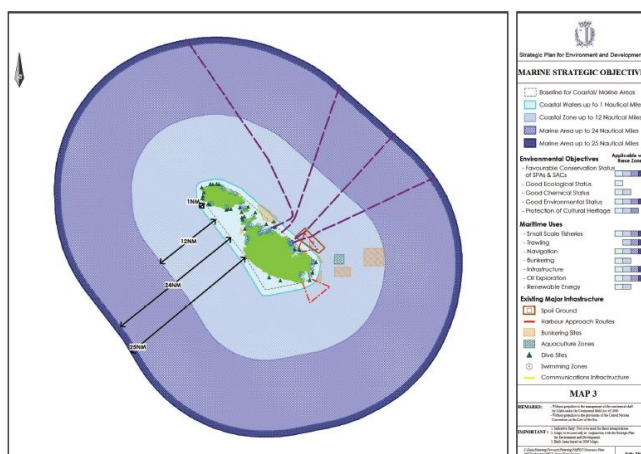 1NM
12NM
24NM
25NM
Strategic Plan for Environment and Development
MARINE STRATEGIC OBJECTIVE
Baseline for Coastal/ Marine Areas
Coastal Waters up to 1 Nautical Mile
Coastal Zone up to 12 Nautical Miles
Marine Area up to 24 Nautical Miles
Marine Area up to 25 Nautical Miles
Environmental Objectives
Applicable
these Zone
- Favourable Conservation Status
of SPAs & SACs
- Good Ecological Status
- Good Chemical Status
- Good Environmental Status
- Protection of Cultural Heritage
Maritime Uses
- Small Scale Fisheries
- Trawling
- Navigation
- Bunkering
- Infrastructure
- Oil Exploration
- Renewable Energy
Existing Major Infrastructure
Spoil Ground
Harbour Approach Routes
Bunkering Sites
Aquaculture Zones
Dive Sites
Swimming Zones
Communications Infrastructure
MAP 3
REMARKS:
IMPORTANT: